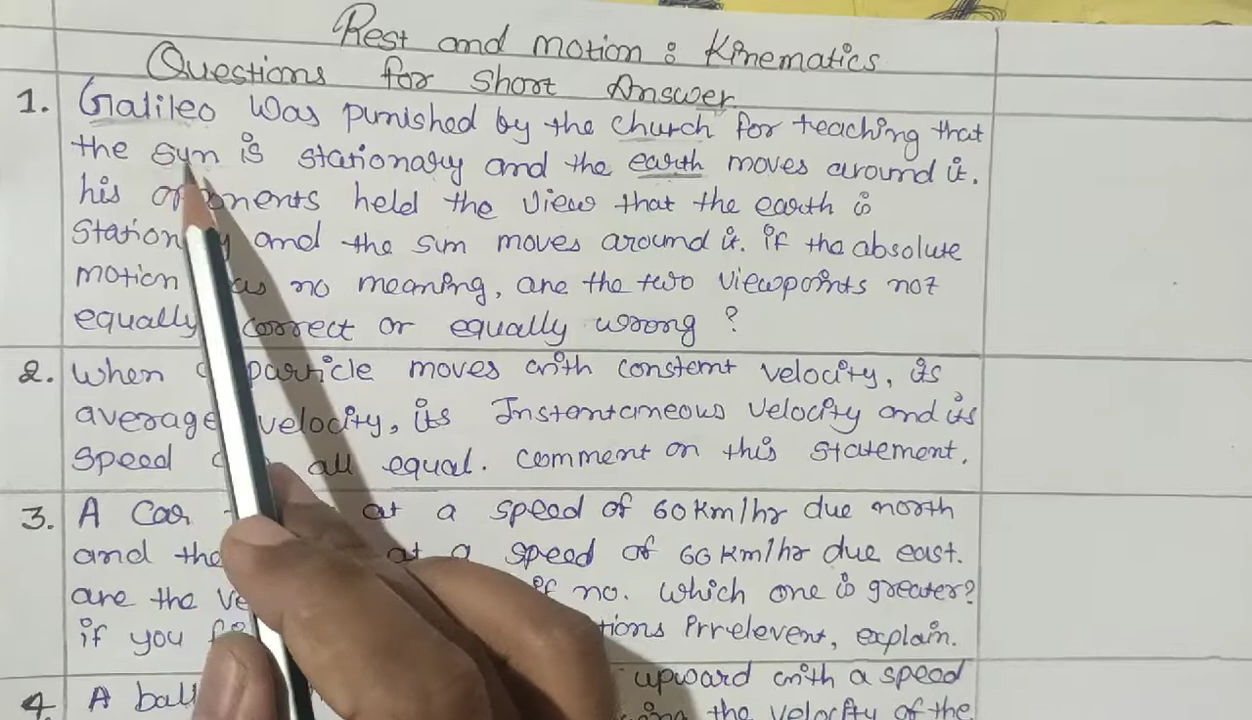 Rest and motion : Kinematics
Questions for Short Answer
1. Galileo was punished by the church for teaching that
the sun is stationary and the earth moves around it.
his held the view that the earth is
and the sun moves around it. if the absolute
motion no meaning, are the two viewpoints not
equally correct or equally wrong ?
2. When particle moves with constant velocity, its
average velocity, its Instantaneous velocity and its
Speed all equal. comment on this statement.
3. A Car at a speed of 60 Km/hr due north
and the at a speed of 60 Km/hr due east.
are the if no. which one is greater?
if you irrelevent, explain.
4. A ball upward with a speed
the velocity of the